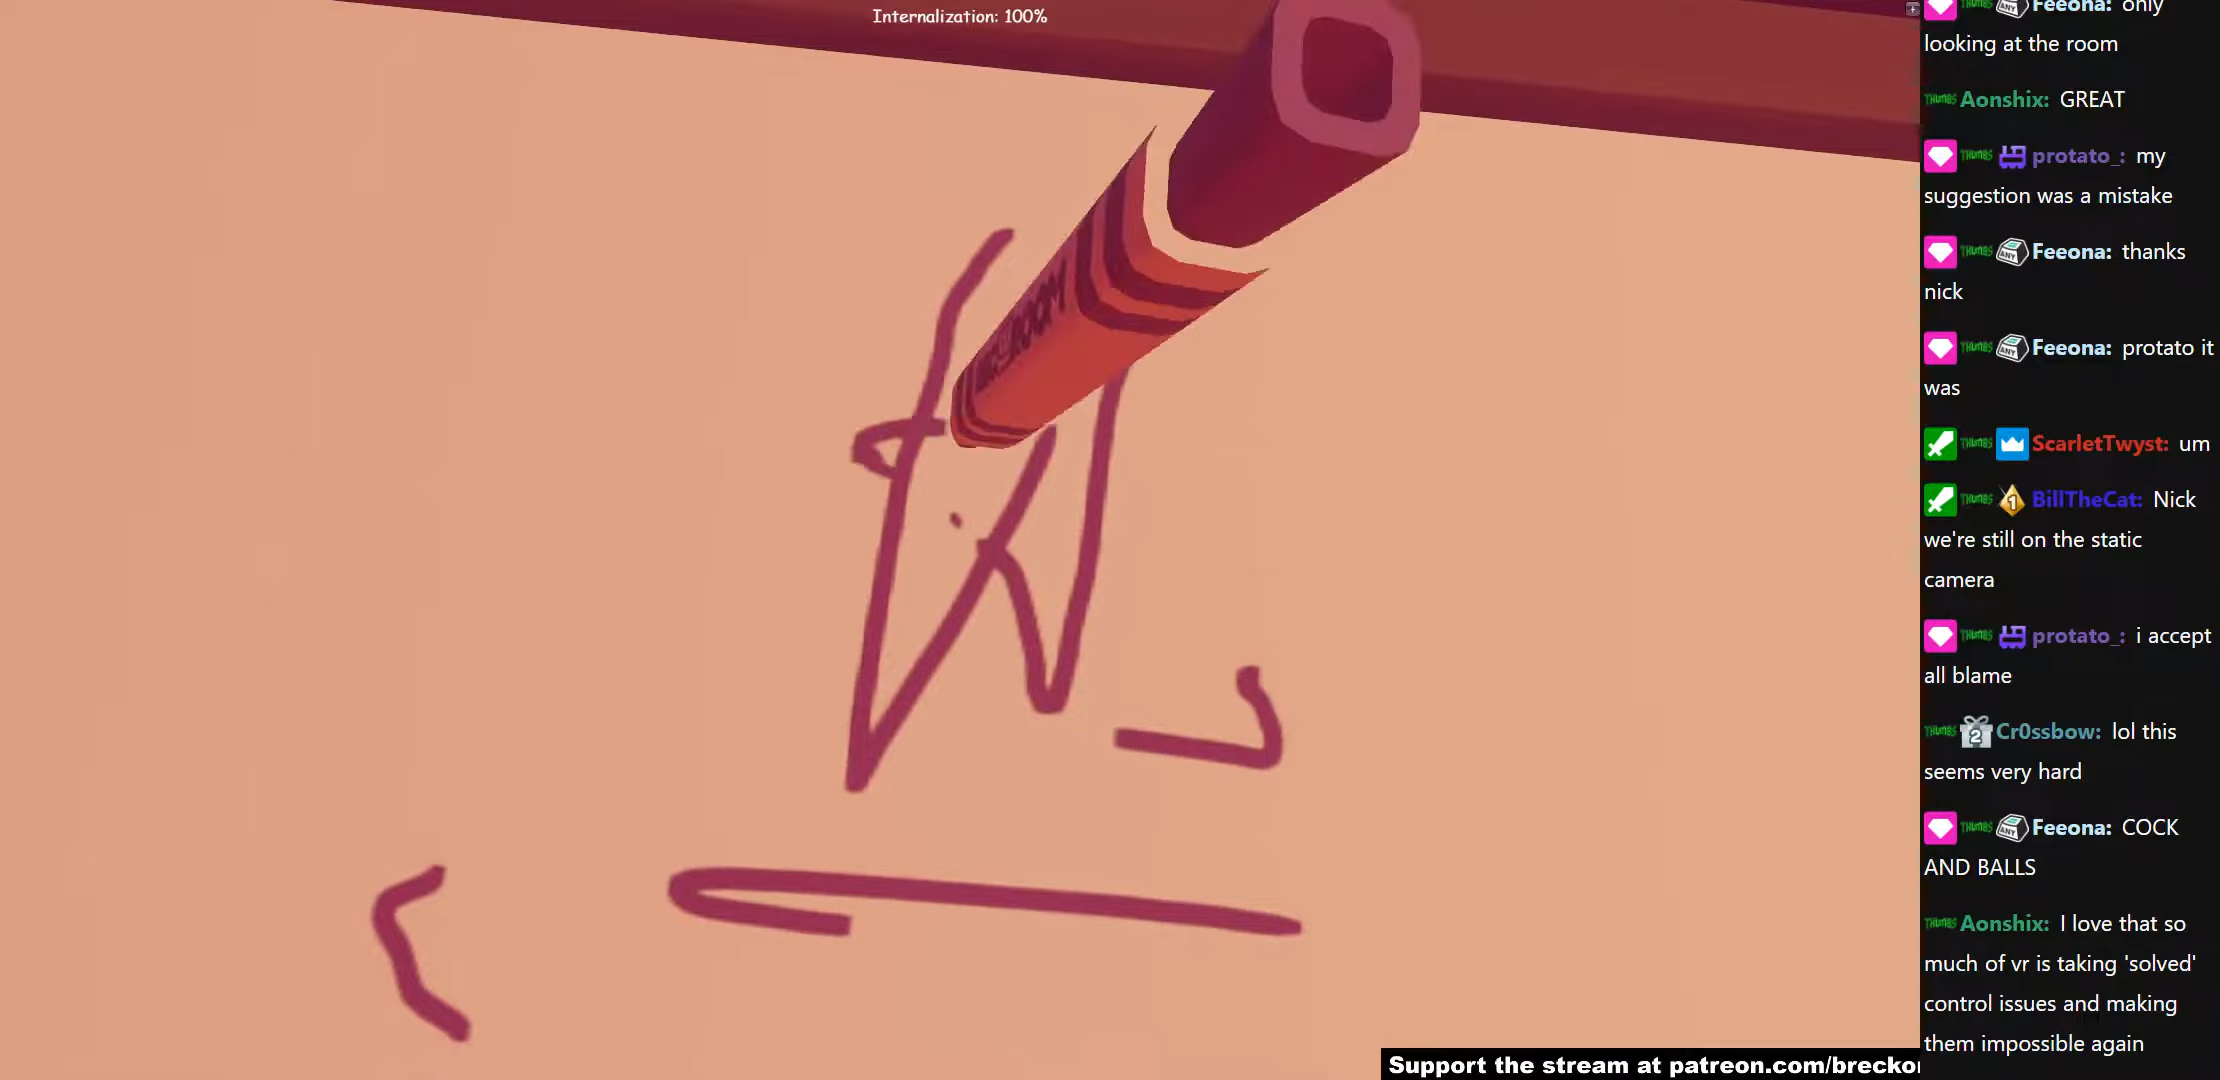 Internalization: 100%
Feeona: only
looking at the room
Aonshix: GREAT
protato_: my
suggestion was a mistake
Feeona: thanks
nick
Feeona: protato it
was
ScarletTwyst: um
BillTheCat: Nick
we're still on the static
camera
protato_: i accept
all blame
Cr0ssbow: lol this
seems very hard
Feeona: COCK
AND BALLS
Aonshix: I love that so
much of vr is taking 'solved'
control issues and making
them impossible again
Support the stream at patreon.com/brecko